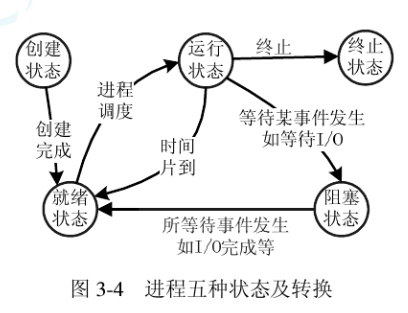 创建
状态
运行
状态
终止
终止
状态
进程
调度
创建
完成
时间
片到
等待某事件发生
如等待I/O
就绪
状态
阻塞
状态
所等待事件发生
如I/O完成等
图 3-4 进程五种状态及转换